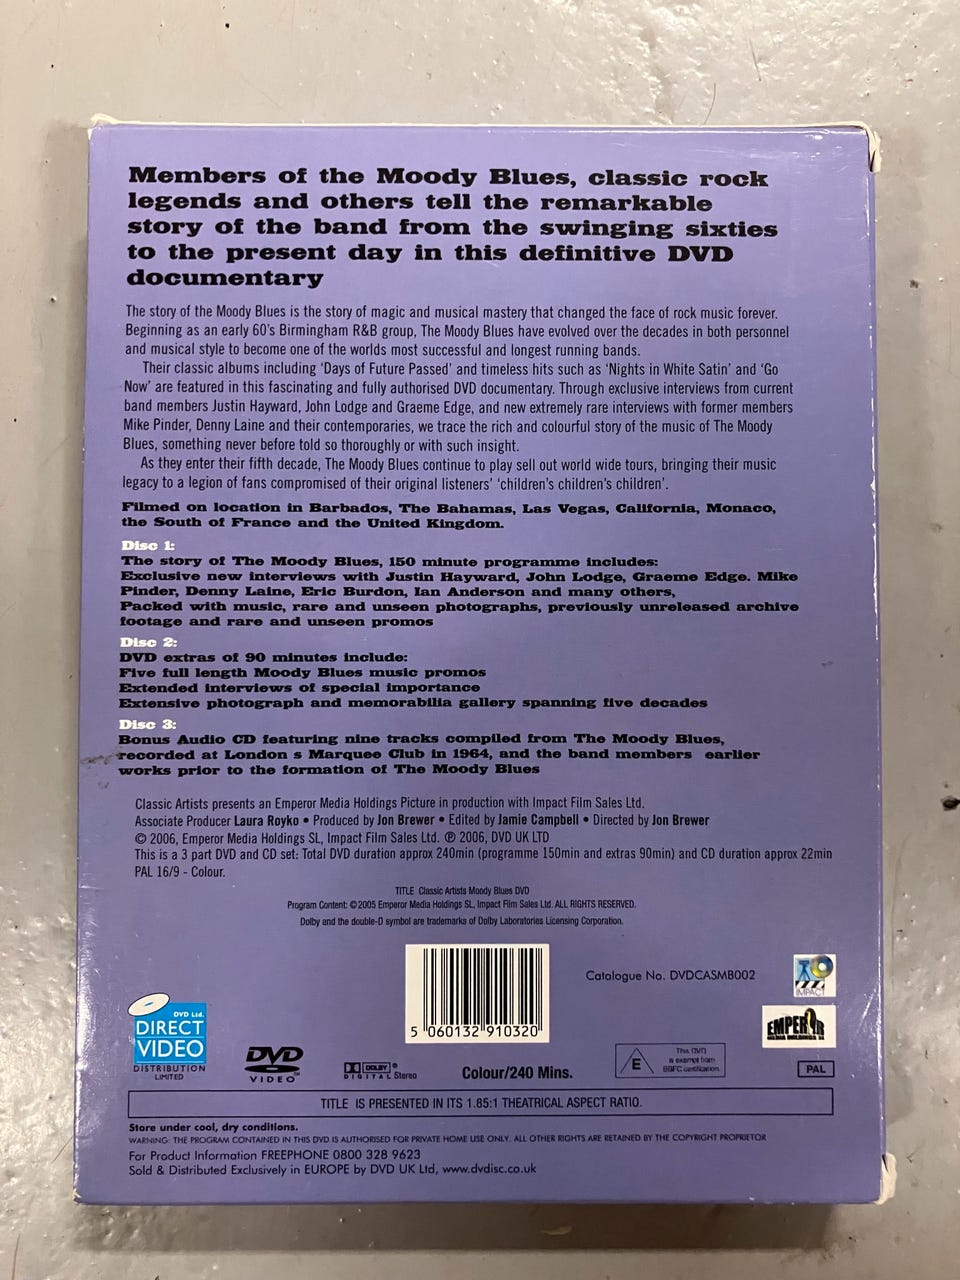 Members of the Moody Blues, classic rock
legends and others tell the remarkable
story of the band from the swinging sixties
to the present day in this definitive DVD
documentary
The story of the Moody Blues is the story of magic and musical mastery that changed the face of rock music forever.
Beginning as an early 60's Birmingham R&B group, The Moody Blues have evolved over the decades in both personnel
and musical style to become one of the worlds most successful and longest running bands.
Their classic albums including 'Days of Future Passed' and timeless hits such as 'Nights in White Satin' and 'Go
Now' are featured in this fascinating and fully authorised DVD documentary. Through exclusive interviews from current
band members Justin Hayward, John Lodge and Graeme Edge, and new extremely rare interviews with former members
Mike Pinder, Denny Laine and their contemporaries, we trace the rich and colourful story of the music of The Moody
Blues, something never before told so thoroughly or with such insight.
As they enter their fifth decade, The Moody Blues continue to play sell out world wide tours, bringing their music
legacy to a legion of fans compromised of their original listeners' 'children's children's children'.
Filmed on location in Barbados, The Bahamas, Las Vegas, California, Monaco,
the South of France and the United Kingdom.
Disc 1:
The story of The Moody Blues, 150 minute programme includes:
Exclusive new interviews with Justin Hayward, John Lodge, Graeme Edge. Mike
Pinder, Denny Laine, Eric Burdon, Ian Anderson and many others,
Packed with music, rare and unseen photographs, previously unreleased archive
footage and rare and unseen promos
Disc 2:
DVD extras of 90 minutes include:
Five full length Moody Blues music promos
Extended interviews of special importance
Extensive photograph and memorabilia gallery spanning five decades
Disc 3:
Bonus Audio CD featuring nine tracks compiled from The Moody Blues,
recorded at London s Marquee Club in 1964, and the band members earlier
works prior to the formation of The Moody Blues
Classic Artists presents an Emperor Media Holdings Picture in production with Impact Film Sales Ltd.
Associate Producer Laura Royko • Produced by Jon Brewer • Edited by Jamie Campbell • Directed by Jon Brewer
© 2006, Emperor Media Holdings SL, Impact Film Sales Ltd. ℗ 2006, DVD UK LTD
This is a 3 part DVD and CD set: Total DVD duration approx 240min (programme 150min and extras 90min) and CD duration approx 22min
PAL 16/9 - Colour.
TITLE Classic Artists Moody Blues DVD
Program Content: ©2005 Emperor Media Holdings SL, Impact Film Sales Ltd. ALL RIGHTS RESERVED.
Dolby and the double-D symbol are trademarks of Dolby Laboratories Licensing Corporation.
Catalogue No. DVDCASMB002
IMPACT
5 060132 910320
EMPEROR
MEDIA HOLDINGS SL
DVD Ltd.
DIRECT
VIDEO
DISTRIBUTION
LIMITED
DVD
VIDEO
DOLBY
DIGITAL Stereo
Colour/240 Mins.
E
This DVD
is exempt from
BBFC certification.
PAL
TITLE IS PRESENTED IN ITS 1.85:1 THEATRICAL ASPECT RATIO.
Store under cool, dry conditions.
WARNING: THE PROGRAM CONTAINED IN THIS DVD IS AUTHORISED FOR PRIVATE HOME USE ONLY. ALL OTHER RIGHTS ARE RETAINED BY THE COPYRIGHT PROPRIETOR
For Product Information FREEPHONE 0800 328 9623
Sold & Distributed Exclusively in EUROPE by DVD UK Ltd, www.dvdisc.co.uk